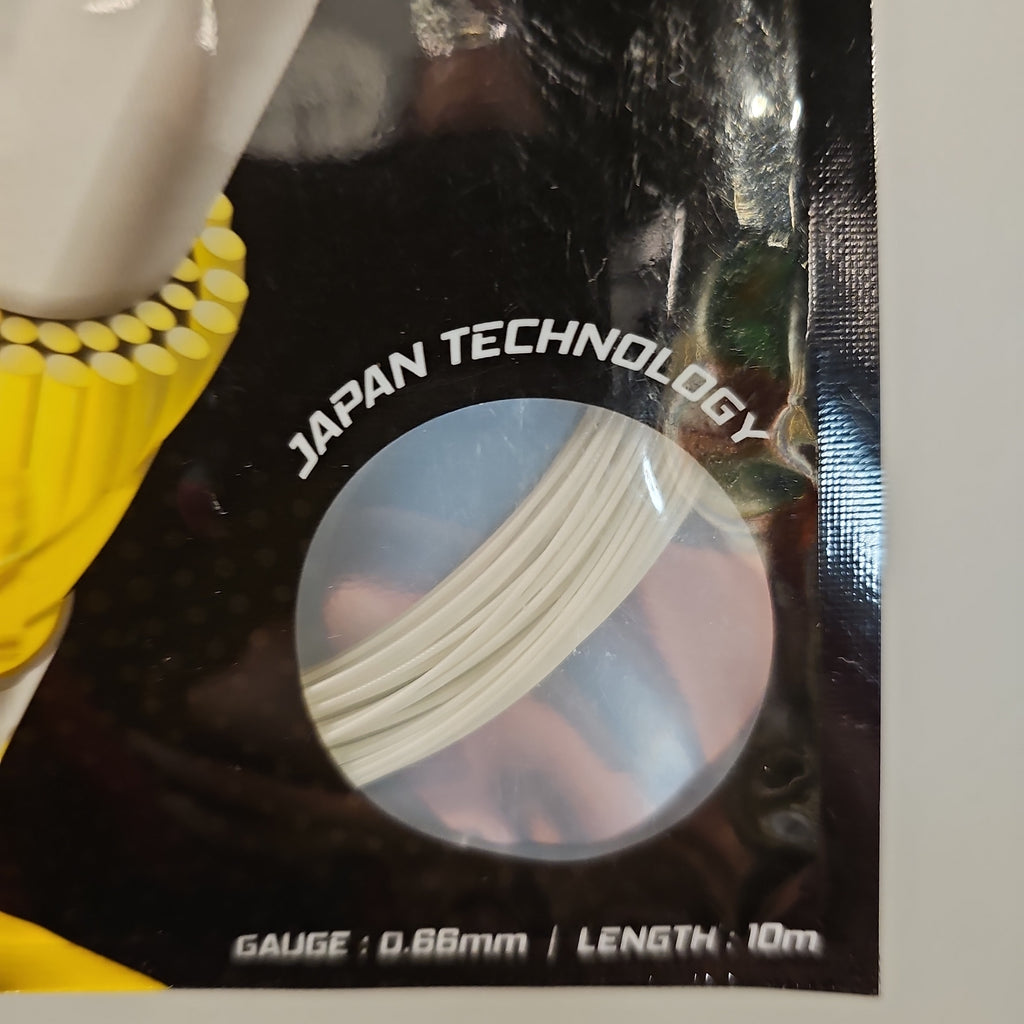 JAPAN TECHNOLOGY
GAUGE : 0.66mm / LENGTH : 10m